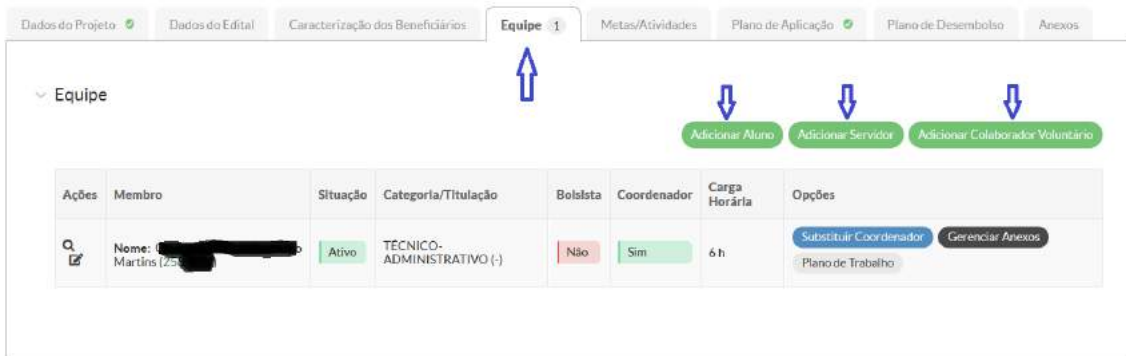 Dados do Projeto Dados do Edital Caracterização dos Beneficiários Equipe 1 Metas/Atividades Plano de Aplicação Plano de Desembolso Anexos
Equipe
Adicionar Aluno Adicionar Servidor Adicionar Colaborador Voluntário
Ações Membro Situação Categoria/Titulação Bolsista Coordenador Carga Horária Opções
Nome:
Martins (25
Ativo
TÉCNICO-
ADMINISTRATIVO (-)
Não
Sim
6 h
Substituir Coordenador Gerenciar Anexos
Plano de Trabalho